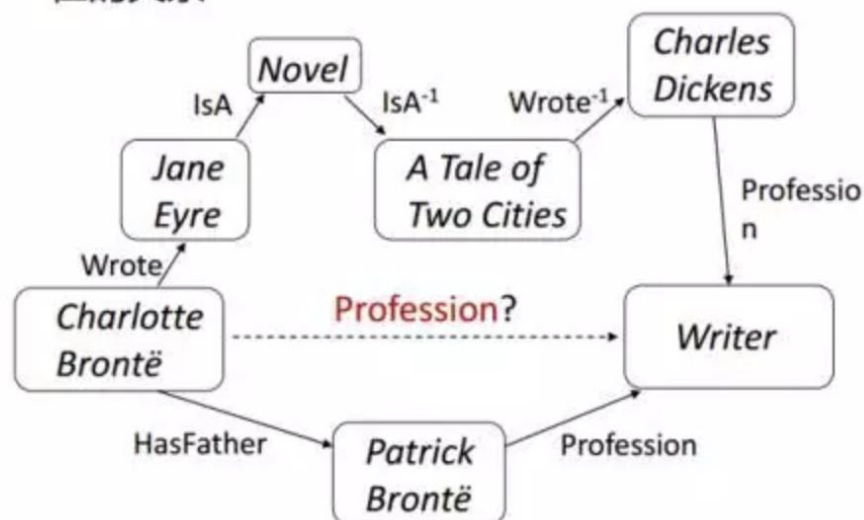 Novel
Charles
Dickens
IsA
IsA-1
Wrote-1
Jane
Eyre
A Tale of
Two Cities
Professio
n
Wrote
Charlotte
Brontë
Profession?
Writer
HasFather
Patrick
Brontë
Profession